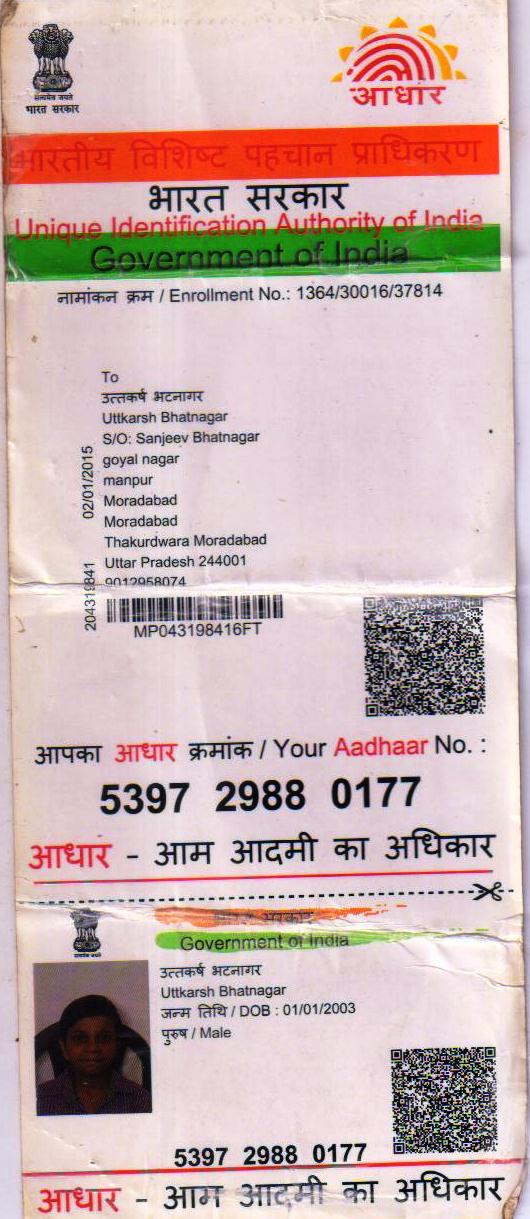 सत्यमेव जयते
भारत सरकार
आधार
भारतीय विशिष्ट पहचान प्राधिकरण
भारत सरकार
Unique Identification Authority of India
Government of India
नामांकन क्रम / Enrollment No.: 1364/30016/37814
To
उत्तकर्ष भटनागर
Uttkarsh Bhatnagar
S/O: Sanjeev Bhatnagar
goyal nagar
manpur
Moradabad
Moradabad
Thakurdwara Moradabad
Uttar Pradesh 244001
9012958074
02/01/2015
MP043198416FT
आपका आधार क्रमांक / Your Aadhaar No. :
5397 2988 0177
आधार - आम आदमी का अधिकार
भारत सरकार
Government of India
उत्तकर्ष भटनागर
Uttkarsh Bhatnagar
जन्म तिथि / DOB : 01/01/2003
पुरुष / Male
5397 2988 0177
आधार - आम आदमी का अधिकार